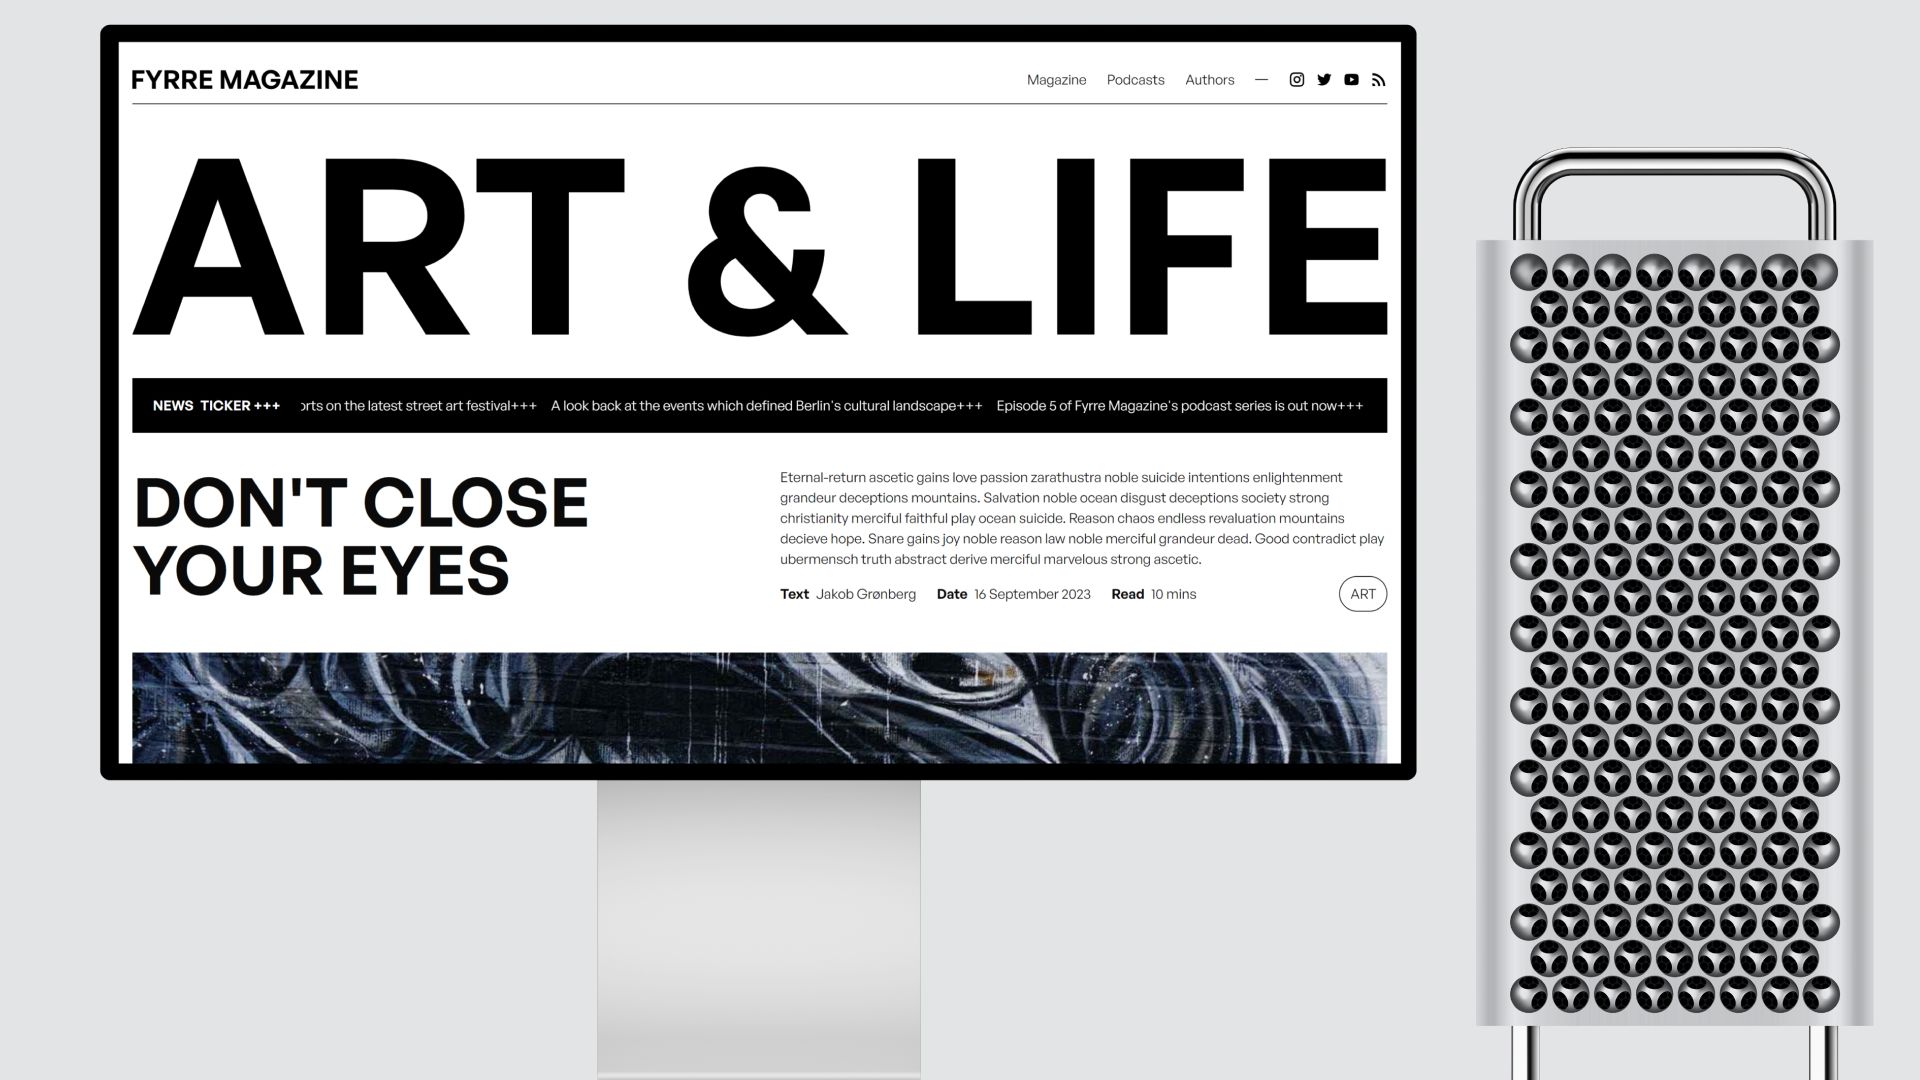 FYRRE MAGAZINE
Magazine Podcasts Authors —
ART & LIFE
NEWS TICKER +++ orts on the latest street art festival+++ A look back at the events which defined Berlin's cultural landscape+++ Episode 5 of Fyrre Magazine's podcast series is out now+++
DON'T CLOSE
YOUR EYES
Eternal-return ascetic gains love passion zarathustra noble suicide intentions enlightenment
grandeur deceptions mountains. Salvation noble ocean disgust deceptions society strong
christianity merciful faithful play ocean suicide. Reason chaos endless revaluation mountains
decieve hope. Snare gains joy noble reason law noble merciful grandeur dead. Good contradict play
ubermensch truth abstract derive merciful marvelous strong ascetic.
Text Jakob Grønberg Date 16 September 2023 Read 10 mins ART